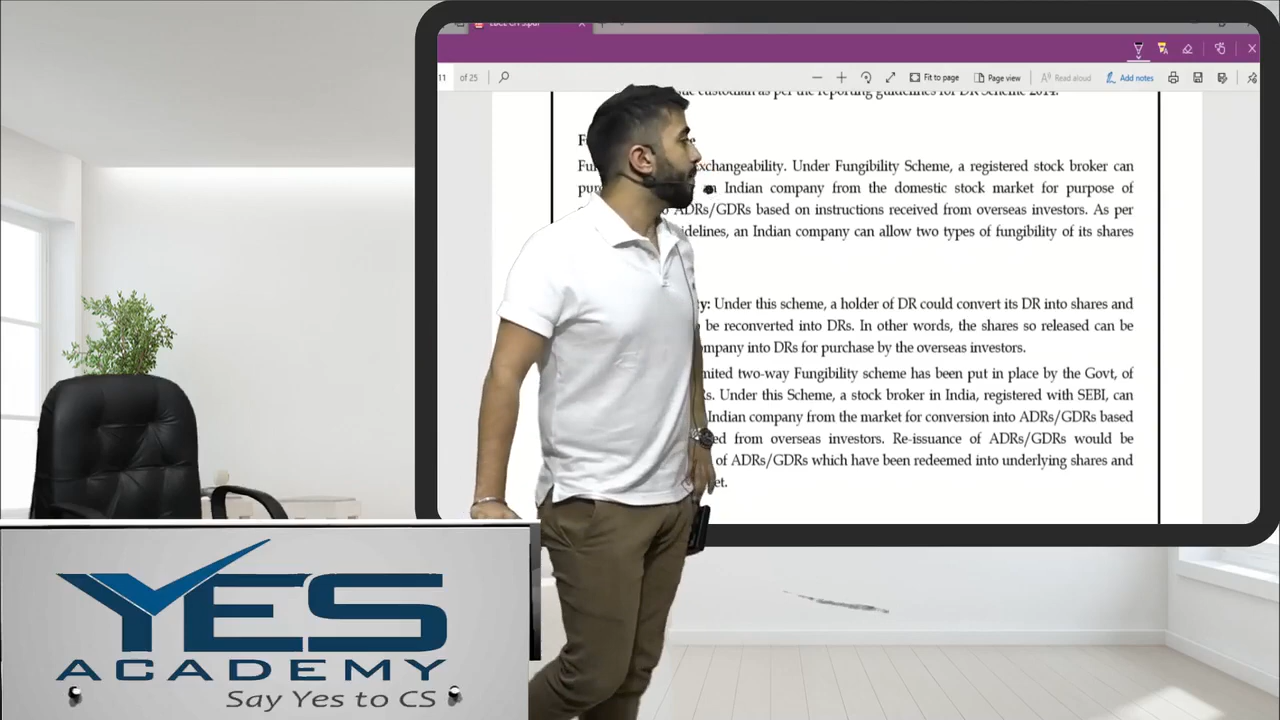 11 of 25 Fit to page Page view Read aloud Add notes
custodian as per the reporting guidelines for DR Scheme 2014.
Exchangeability. Under Fungibility Scheme, a registered stock broker can
an Indian company from the domestic stock market for purpose of
ADRs/GDRs based on instructions received from overseas investors. As per
an Indian company can allow two types of fungibility of its shares
Under this scheme, a holder of DR could convert its DR into shares and
be reconverted into DRs. In other words, the shares so released can be
into DRs for purchase by the overseas investors.
two-way Fungibility scheme has been put in place by the Govt, of
Under this Scheme, a stock broker in India, registered with SEBI, can
Indian company from the market for conversion into ADRs/GDRs based
from overseas investors. Re-issuance of ADRs/GDRs would be
of ADRs/GDRs which have been redeemed into underlying shares and
YES
ACADEMY
Say Yes to CS